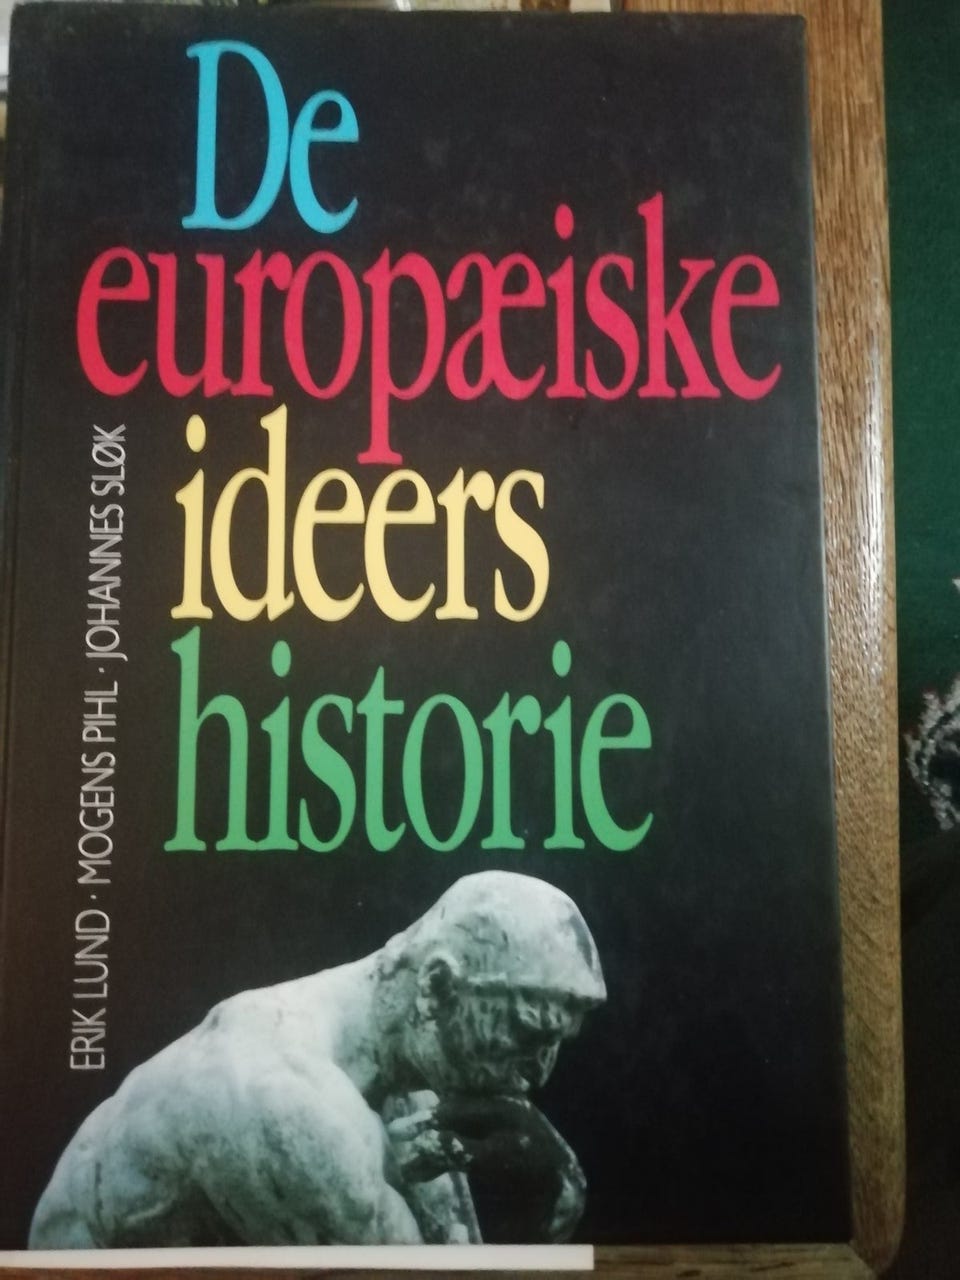 De
europæiske
ideers
historie
ERIK LUND · MOGENS PIHL · JOHANNES SLØK